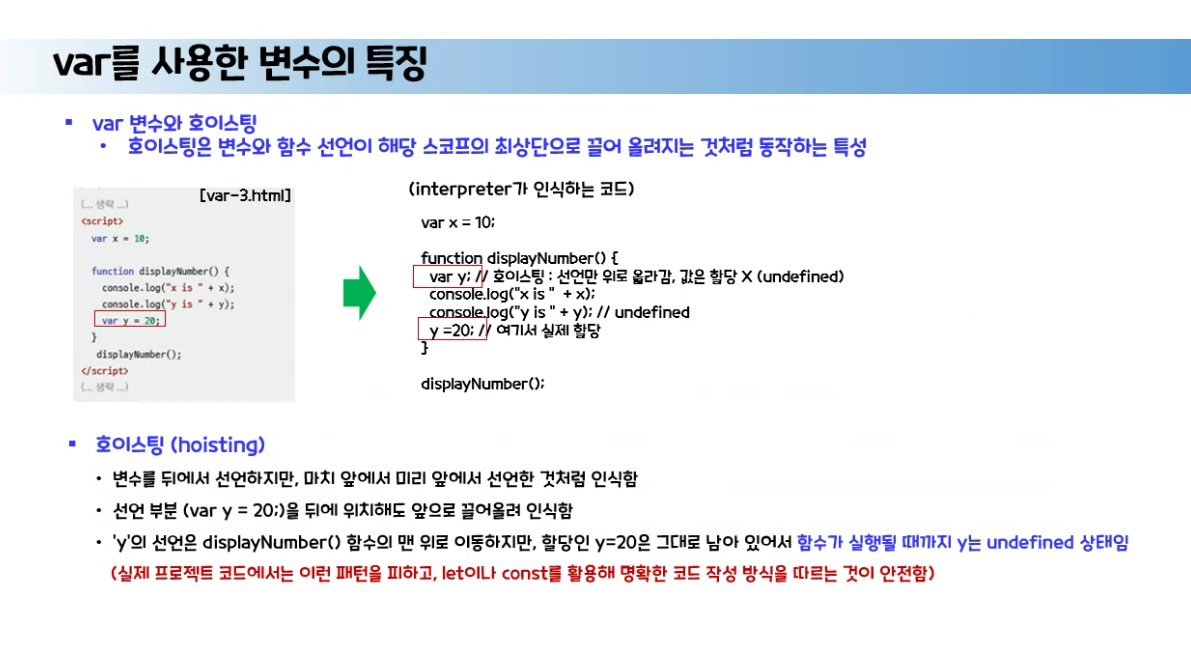 var를 사용한 변수의 특징
▪ var 변수와 호이스팅
• 호이스팅은 변수와 함수 선언이 해당 스코프의 최상단으로 끌어 올려지는 것처럼 동작하는 특성
[var-3.html]
(... 생략 ...)
<script>
var x = 10;
function displayNumber() {
console.log("x is " + x);
console.log("y is " + y);
var y = 20;
}
displayNumber();
</script>
(... 생략 ...)
(interpreter가 인식하는 코드)
var x = 10;
function displayNumber() {
var y; // 호이스팅 : 선언만 위로 올라감, 값은 할당 X (undefined)
console.log("x is " + x);
console.log("y is " + y); // undefined
y =20; // 여기서 실제 할당
}
displayNumber();
▪ 호이스팅 (hoisting)
• 변수를 뒤에서 선언하지만, 마치 앞에서 미리 앞에서 선언한 것처럼 인식함
• 선언 부분 (var y = 20;)을 뒤에 위치해도 앞으로 끌어올려 인식함
• 'y'의 선언은 displayNumber() 함수의 맨 위로 이동하지만, 할당인 y=20은 그대로 남아 있어서 함수가 실행될 때까지 y는 undefined 상태임
(실제 프로젝트 코드에서는 이런 패턴을 피하고, let이나 const를 활용해 명확한 코드 작성 방식을 따르는 것이 안전함)